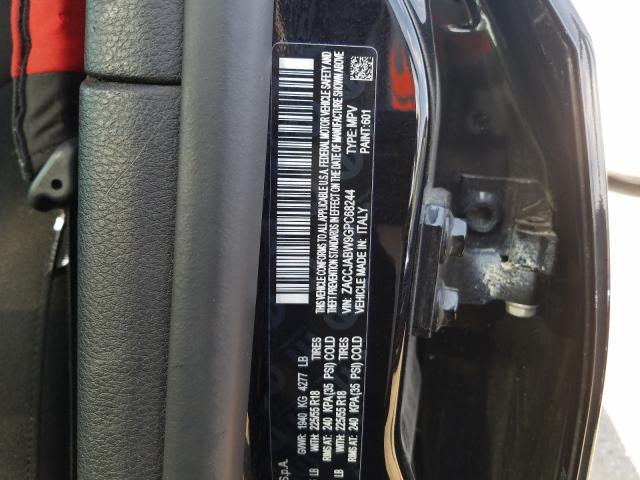 S.p.A.
GVWR: 1940 KG 4277 LB
WITH: 225/55 R18 TIRES
RIMS AT: 240 KPA(35 PSI) COLD
LB
WITH: 225/55 R18 TIRES
RIMS AT: 240 KPA(35 PSI) COLD
LB
THIS VEHICLE CONFORMS TO ALL APPLICABLE U.S.A. FEDERAL MOTOR VEHICLE SAFETY, AND
THEFT PREVENTION STANDARDS IN EFFECT ON THE DATE OF MANUFACTURE SHOWN ABOVE
VIN: ZACCJABW9GPC68244 TYPE: MPV
VEHICLE MADE IN: ITALY PAINT: 601